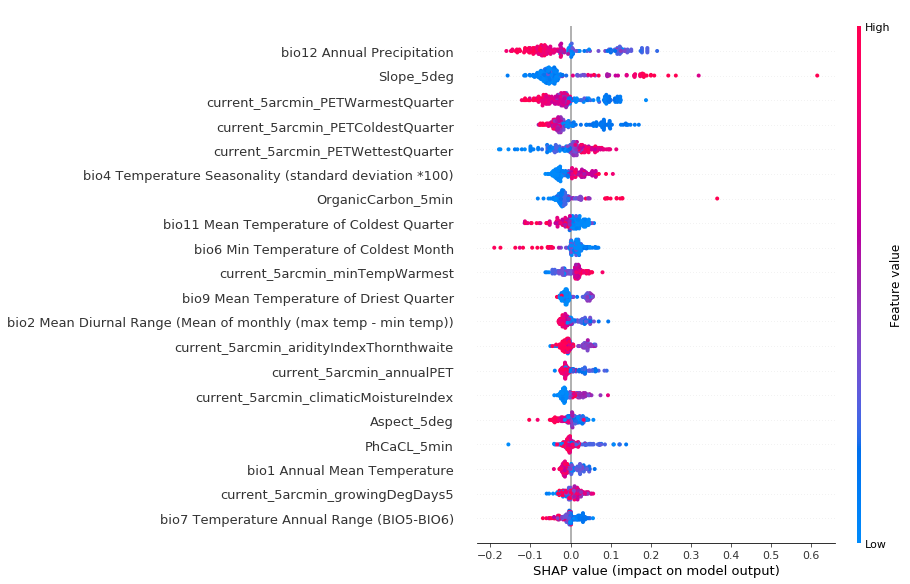 High
bio12 Annual Precipitation
Slope_5deg
current_5arcmin_PETWarmestQuarter
current_5arcmin_PETColdestQuarter
current_5arcmin_PETWettestQuarter
bio4 Temperature Seasonality (standard deviation *100)
OrganicCarbon_5min
bio11 Mean Temperature of Coldest Quarter
bio6 Min Temperature of Coldest Month
current_5arcmin_minTempWarmest
bio9 Mean Temperature of Driest Quarter
bio2 Mean Diurnal Range (Mean of monthly (max temp - min temp))
current_5arcmin_aridityIndexThornthwaite
current_5arcmin_annualPET
current_5arcmin_climaticMoistureIndex
Aspect_5deg
PhCaCL_5min
bio1 Annual Mean Temperature
current_5arcmin_growingDegDays5
bio7 Temperature Annual Range (BIO5-BIO6)
Feature value
Low
−0.2 −0.1 0.0 0.1 0.2 0.3 0.4 0.5 0.6
SHAP value (impact on model output)